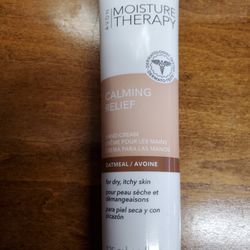 AVON
MOISTURE
THERAPY
CALMING
RELIEF
HAND CREAM
CRÈME POUR LES MAINS
CREMA PARA LAS MANOS
OATMEAL / AVOINE
for dry, itchy skin
pour peau sèche et
démangeaisons
para piel seca y con
picazón